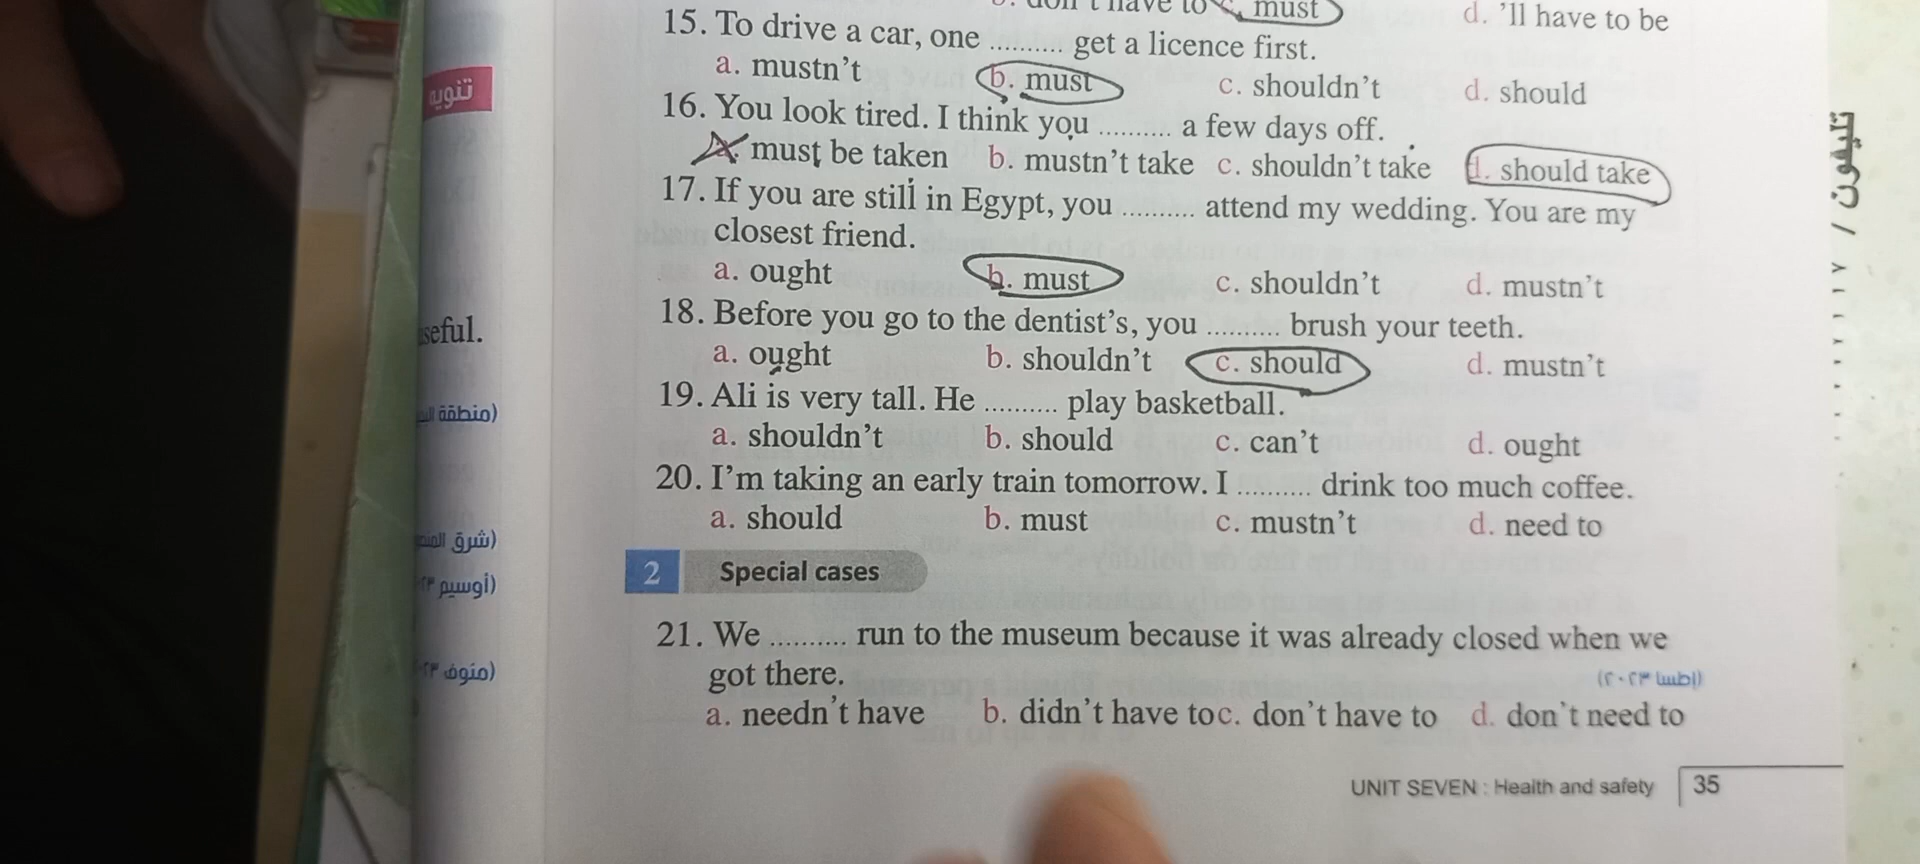 must d. 'll have to be
15. To drive a car, one .......... get a licence first.
a. mustn't b. must c. shouldn't d. should
16. You look tired. I think you .......... a few days off.
must be taken b. mustn't take c. shouldn't take d. should take
17. If you are still in Egypt, you .......... attend my wedding. You are my
closest friend.
a. ought b. must c. shouldn't d. mustn't
18. Before you go to the dentist's, you .......... brush your teeth.
a. ought b. shouldn't c. should d. mustn't
19. Ali is very tall. He .......... play basketball.
a. shouldn't b. should c. can't d. ought
20. I'm taking an early train tomorrow. I .......... drink too much coffee.
a. should b. must c. mustn't d. need to
2 Special cases
21. We .......... run to the museum because it was already closed when we
got there.
(إطسا ٢٠٢٣)
a. needn't have b. didn't have to c. don't have to d. don't need to
UNIT SEVEN : Health and safety 35
تنويه
seful.
(منطقة
(شرق
(أوسيم
(منوف